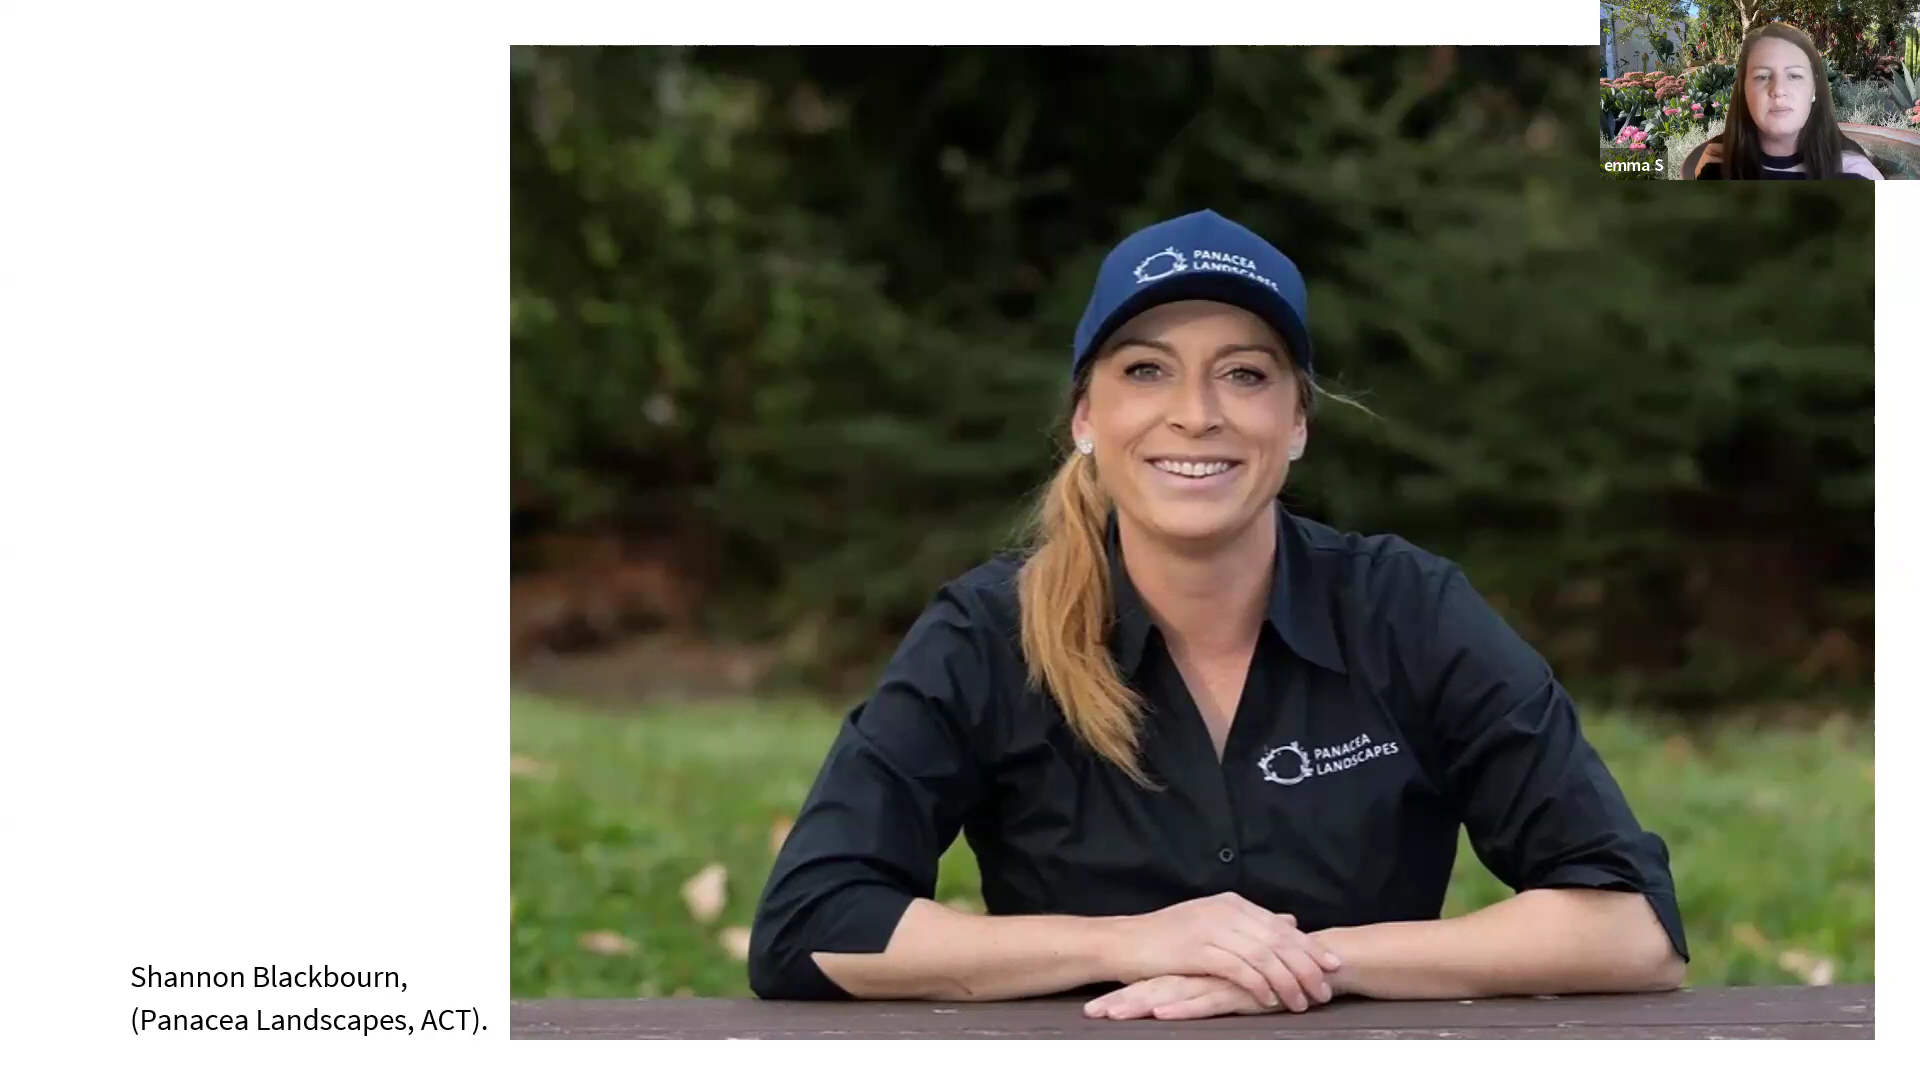 emma S
PANACEA
LANDSCAPES
PANACEA
LANDSCAPES
Shannon Blackbourn,
(Panacea Landscapes, ACT).